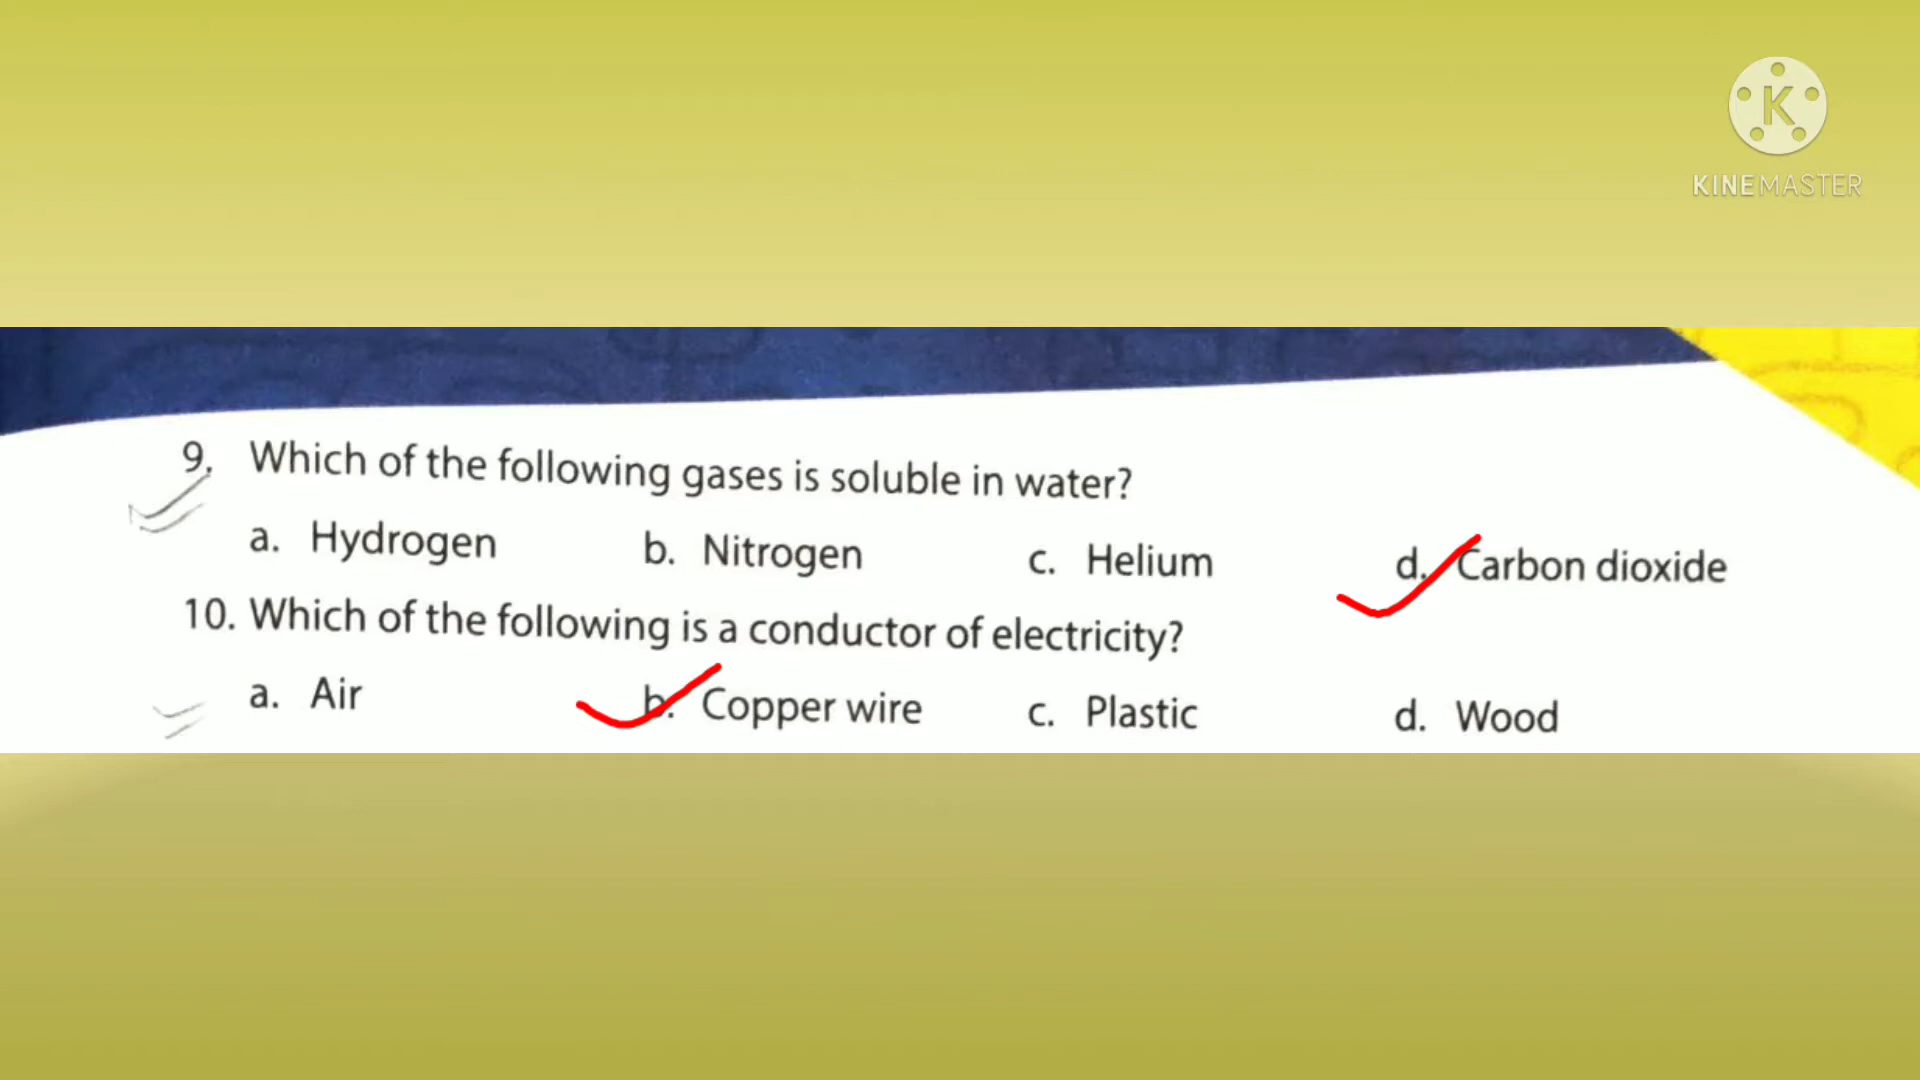 K
KINEMASTER
9. Which of the following gases is soluble in water?
a. Hydrogen b. Nitrogen c. Helium d. Carbon dioxide
10. Which of the following is a conductor of electricity?
a. Air b. Copper wire c. Plastic d. Wood